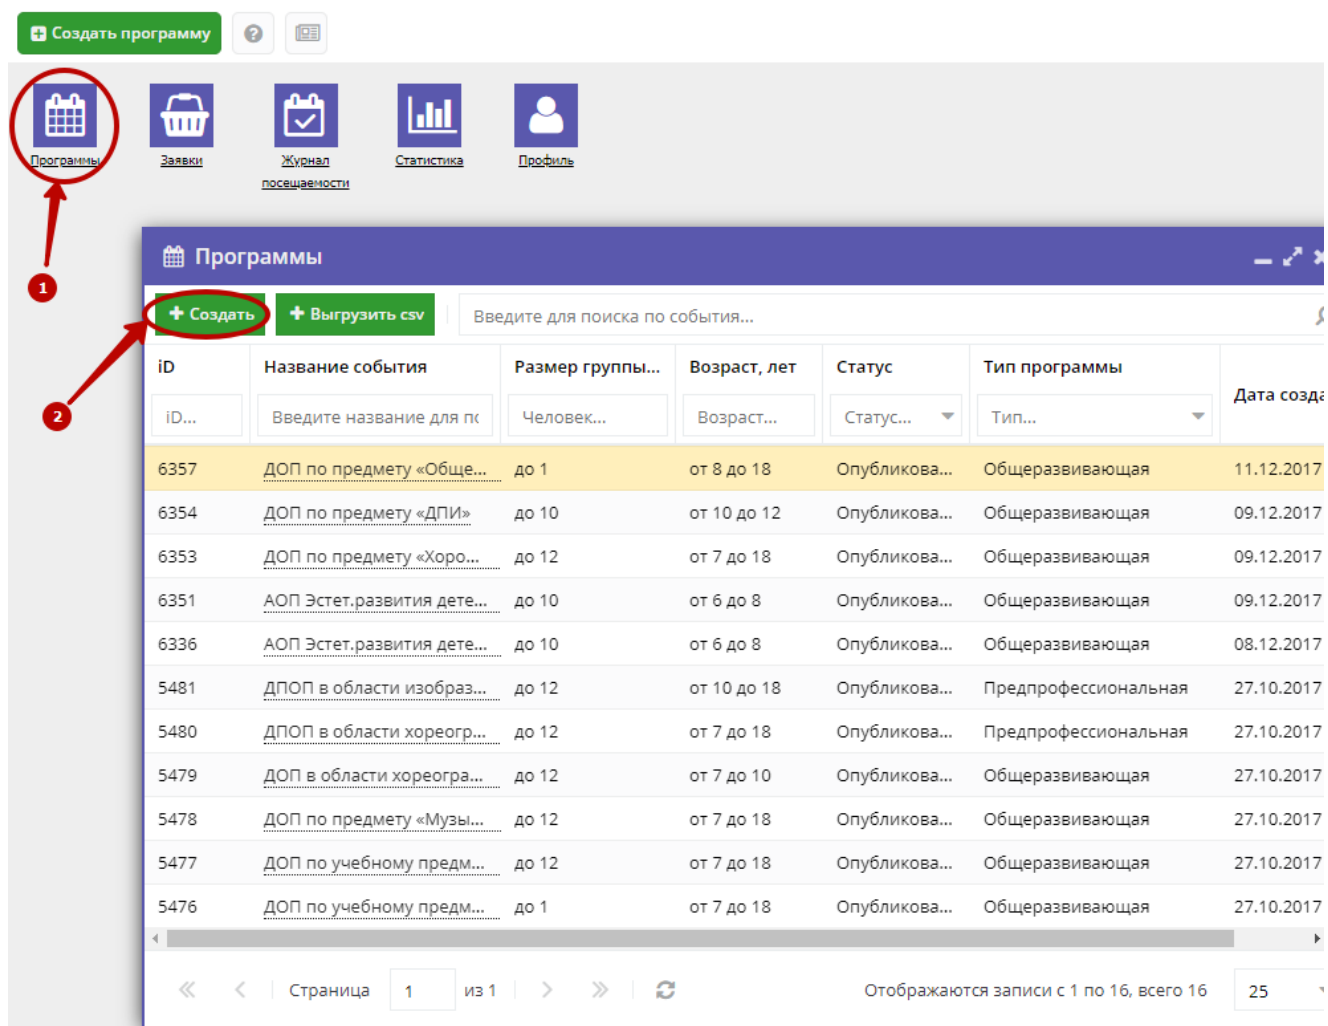 Создать программу
Программы
Заявки
Журнал
посещаемости
Статистика
Профиль
1
Программы
Создать
Выгрузить csv
Введите для поиска по события...
2
iD
Название события
Размер группы...
Возраст, лет
Статус
Тип программы
Дата созда
iD...
Введите название для пс
Человек...
Возраст...
Статус...
Тип...
6357 ДОП по предмету «Обще... до 1 от 8 до 18 Опубликова... Общеразвивающая 11.12.2017
6354 ДОП по предмету «ДПИ» до 10 от 10 до 12 Опубликова... Общеразвивающая 09.12.2017
6353 ДОП по предмету «Хоро... до 12 от 7 до 18 Опубликова... Общеразвивающая 09.12.2017
6351 АОП Эстет.развития дете... до 10 от 6 до 8 Опубликова... Общеразвивающая 09.12.2017
6336 АОП Эстет.развития дете... до 10 от 6 до 8 Опубликова... Общеразвивающая 08.12.2017
5481 ДПОП в области изобраз... до 12 от 10 до 18 Опубликова... Предпрофессиональная 27.10.2017
5480 ДПОП в области хореогр... до 12 от 7 до 18 Опубликова... Предпрофессиональная 27.10.2017
5479 ДОП в области хореогра... до 12 от 7 до 10 Опубликова... Общеразвивающая 27.10.2017
5478 ДОП по предмету «Музы... до 12 от 7 до 18 Опубликова... Общеразвивающая 27.10.2017
5477 ДОП по учебному предм... до 12 от 7 до 18 Опубликова... Общеразвивающая 27.10.2017
5476 ДОП по учебному предм... до 1 от 7 до 18 Опубликова... Общеразвивающая 27.10.2017
Страница 1 из 1 Отображаются записи с 1 по 16, всего 16 25